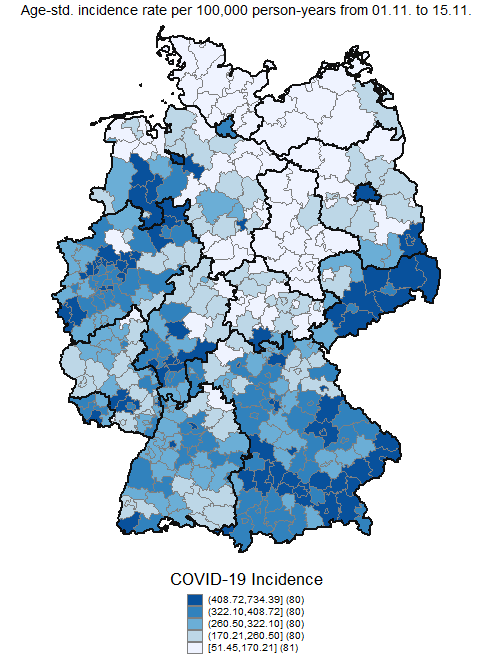 Age-std. incidence rate per 100,000 person-years from 01.11. to 15.11.
COVID-19 Incidence
(408.72,734.39] (80)
(322.10,408.72] (80)
(260.50,322.10] (80)
(170.21,260.50] (80)
[51.45,170.21] (81)